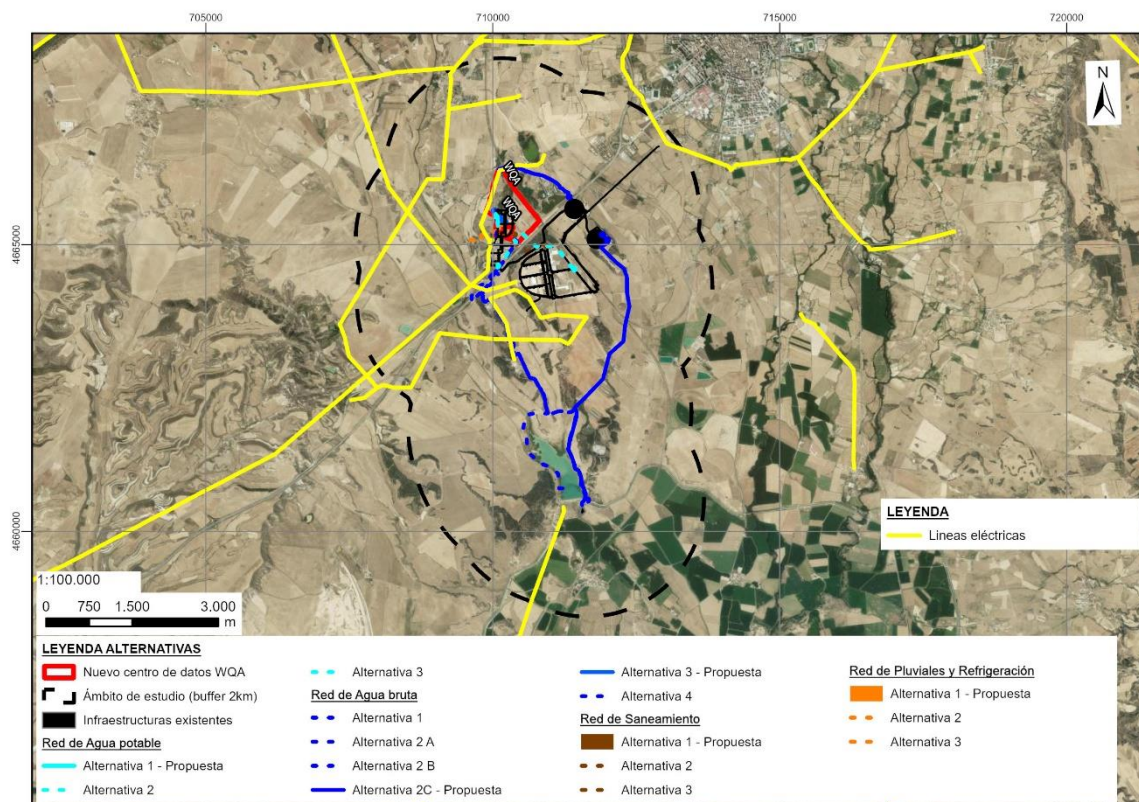 705000
710000
715000
720000
4665000
4660000
N
WQA
WQA
LEYENDA
Lineas eléctricas
1:100.000
0 750 1.500 3.000
m
LEYENDA ALTERNATIVAS
Nuevo centro de datos WQA
Ámbito de estudio (buffer 2km)
Infraestructuras existentes
Red de Agua potable
Alternativa 1 - Propuesta
Alternativa 2
Alternativa 3
Red de Agua bruta
Alternativa 1
Alternativa 2 A
Alternativa 2 B
Alternativa 2C - Propuesta
Alternativa 3 - Propuesta
Alternativa 4
Red de Saneamiento
Alternativa 1 - Propuesta
Alternativa 2
Alternativa 3
Red de Pluviales y Refrigeración
Alternativa 1 - Propuesta
Alternativa 2
Alternativa 3